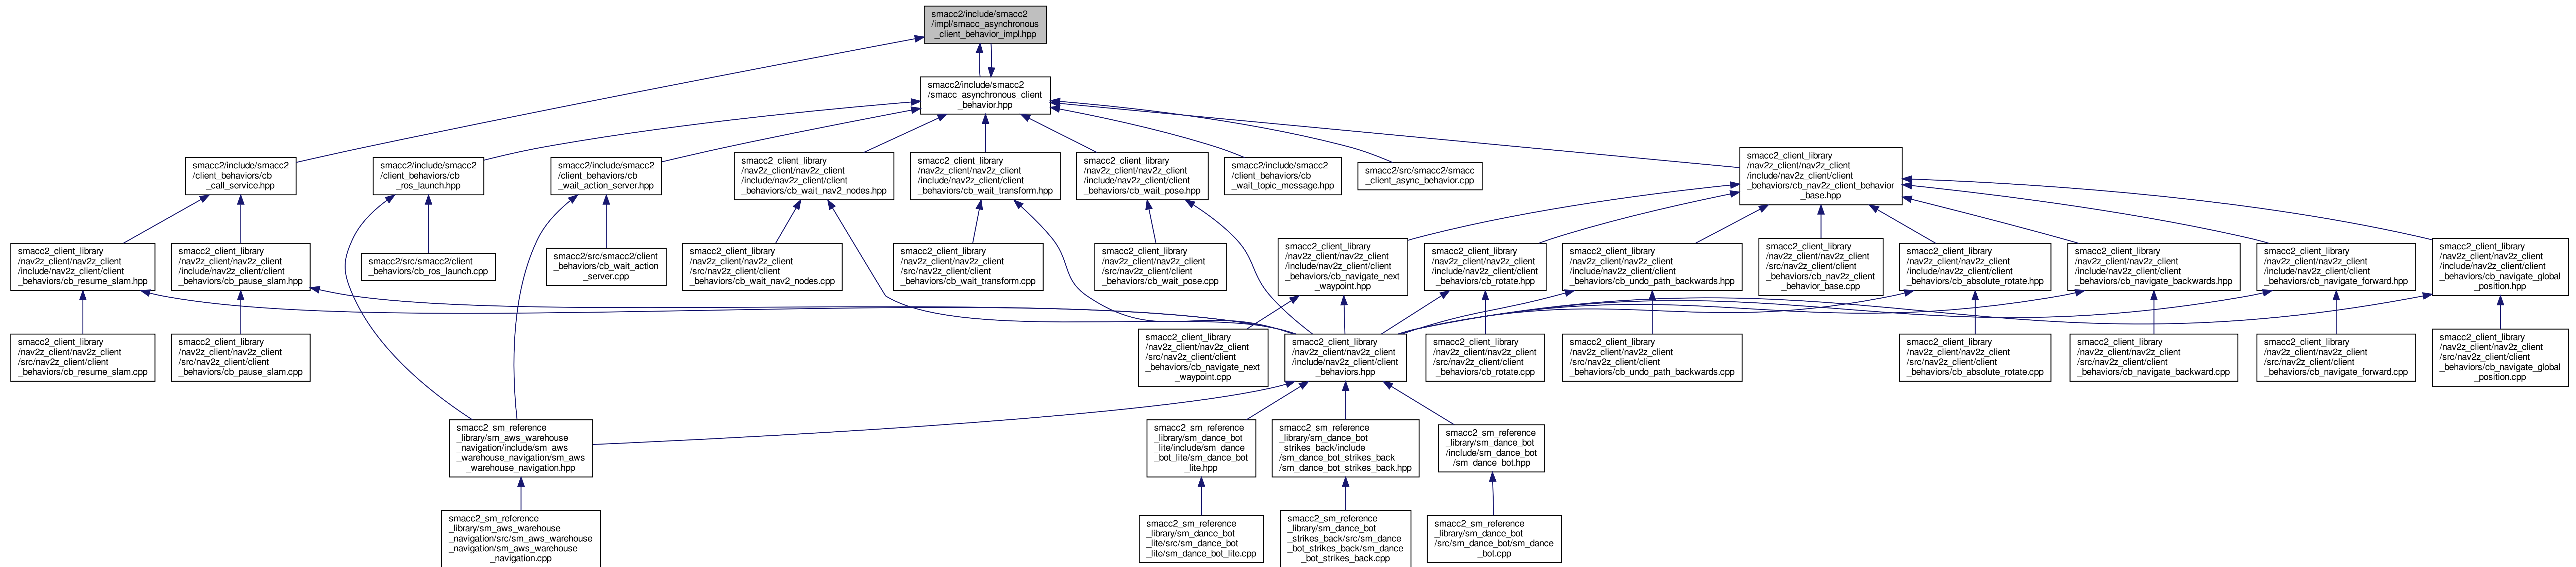 smacc2/include/smacc2
/impl/smacc_asynchronous
_client_behavior_impl.hpp
smacc2/include/smacc2
/smacc_asynchronous_client
_behavior.hpp
smacc2/include/smacc2
/client_behaviors/cb
_call_service.hpp
smacc2/include/smacc2
/client_behaviors/cb
_ros_launch.hpp
smacc2/include/smacc2
/client_behaviors/cb
_wait_action_server.hpp
smacc2_client_library
/nav2z_client/nav2z_client
/include/nav2z_client/client
_behaviors/cb_wait_nav2_nodes.hpp
smacc2_client_library
/nav2z_client/nav2z_client
/include/nav2z_client/client
_behaviors/cb_wait_transform.hpp
smacc2_client_library
/nav2z_client/nav2z_client
/include/nav2z_client/client
_behaviors/cb_wait_pose.hpp
smacc2/include/smacc2
/client_behaviors/cb
_wait_topic_message.hpp
smacc2/src/smacc2/smacc
_client_async_behavior.cpp
smacc2_client_library
/nav2z_client/nav2z_client
/include/nav2z_client/client
_behaviors/cb_nav2z_client_behavior
_base.hpp
smacc2_client_library
/nav2z_client/nav2z_client
/include/nav2z_client/client
_behaviors/cb_resume_slam.hpp
smacc2_client_library
/nav2z_client/nav2z_client
/include/nav2z_client/client
_behaviors/cb_pause_slam.hpp
smacc2/src/smacc2/client
_behaviors/cb_ros_launch.cpp
smacc2/src/smacc2/client
_behaviors/cb_wait_action
_server.cpp
smacc2_client_library
/nav2z_client/nav2z_client
/src/nav2z_client/client
_behaviors/cb_wait_nav2_nodes.cpp
smacc2_client_library
/nav2z_client/nav2z_client
/src/nav2z_client/client
_behaviors/cb_wait_transform.cpp
smacc2_client_library
/nav2z_client/nav2z_client
/src/nav2z_client/client
_behaviors/cb_wait_pose.cpp
smacc2_client_library
/nav2z_client/nav2z_client
/include/nav2z_client/client
_behaviors/cb_navigate_next
_waypoint.hpp
smacc2_client_library
/nav2z_client/nav2z_client
/include/nav2z_client/client
_behaviors/cb_rotate.hpp
smacc2_client_library
/nav2z_client/nav2z_client
/include/nav2z_client/client
_behaviors/cb_undo_path_backwards.hpp
smacc2_client_library
/nav2z_client/nav2z_client
/src/nav2z_client/client
_behaviors/cb_nav2z_client
_behavior_base.cpp
smacc2_client_library
/nav2z_client/nav2z_client
/include/nav2z_client/client
_behaviors/cb_absolute_rotate.hpp
smacc2_client_library
/nav2z_client/nav2z_client
/include/nav2z_client/client
_behaviors/cb_navigate_backwards.hpp
smacc2_client_library
/nav2z_client/nav2z_client
/include/nav2z_client/client
_behaviors/cb_navigate_forward.hpp
smacc2_client_library
/nav2z_client/nav2z_client
/include/nav2z_client/client
_behaviors/cb_navigate_global
_position.hpp
smacc2_client_library
/nav2z_client/nav2z_client
/src/nav2z_client/client
_behaviors/cb_resume_slam.cpp
smacc2_client_library
/nav2z_client/nav2z_client
/src/nav2z_client/client
_behaviors/cb_pause_slam.cpp
smacc2_client_library
/nav2z_client/nav2z_client
/src/nav2z_client/client
_behaviors/cb_navigate_next
_waypoint.cpp
smacc2_client_library
/nav2z_client/nav2z_client
/include/nav2z_client/client
_behaviors.hpp
smacc2_client_library
/nav2z_client/nav2z_client
/src/nav2z_client/client
_behaviors/cb_rotate.cpp
smacc2_client_library
/nav2z_client/nav2z_client
/src/nav2z_client/client
_behaviors/cb_undo_path_backwards.cpp
smacc2_client_library
/nav2z_client/nav2z_client
/src/nav2z_client/client
_behaviors/cb_absolute_rotate.cpp
smacc2_client_library
/nav2z_client/nav2z_client
/src/nav2z_client/client
_behaviors/cb_navigate_backward.cpp
smacc2_client_library
/nav2z_client/nav2z_client
/src/nav2z_client/client
_behaviors/cb_navigate_forward.cpp
smacc2_client_library
/nav2z_client/nav2z_client
/src/nav2z_client/client
_behaviors/cb_navigate_global
_position.cpp
smacc2_sm_reference
_library/sm_aws_warehouse
_navigation/include/sm_aws
_warehouse_navigation/sm_aws
_warehouse_navigation.hpp
smacc2_sm_reference
_library/sm_dance_bot
_lite/include/sm_dance
_bot_lite/sm_dance_bot
_lite.hpp
smacc2_sm_reference
_library/sm_dance_bot
_strikes_back/include
/sm_dance_bot_strikes_back
/sm_dance_bot_strikes_back.hpp
smacc2_sm_reference
_library/sm_dance_bot
/include/sm_dance_bot
/sm_dance_bot.hpp
smacc2_sm_reference
_library/sm_aws_warehouse
_navigation/src/sm_aws_warehouse
_navigation/sm_aws_warehouse
_navigation.cpp
smacc2_sm_reference
_library/sm_dance_bot
_lite/src/sm_dance_bot
_lite/sm_dance_bot_lite.cpp
smacc2_sm_reference
_library/sm_dance_bot
_strikes_back/src/sm_dance
_bot_strikes_back/sm_dance
_bot_strikes_back.cpp
smacc2_sm_reference
_library/sm_dance_bot
/src/sm_dance_bot/sm_dance
_bot.cpp